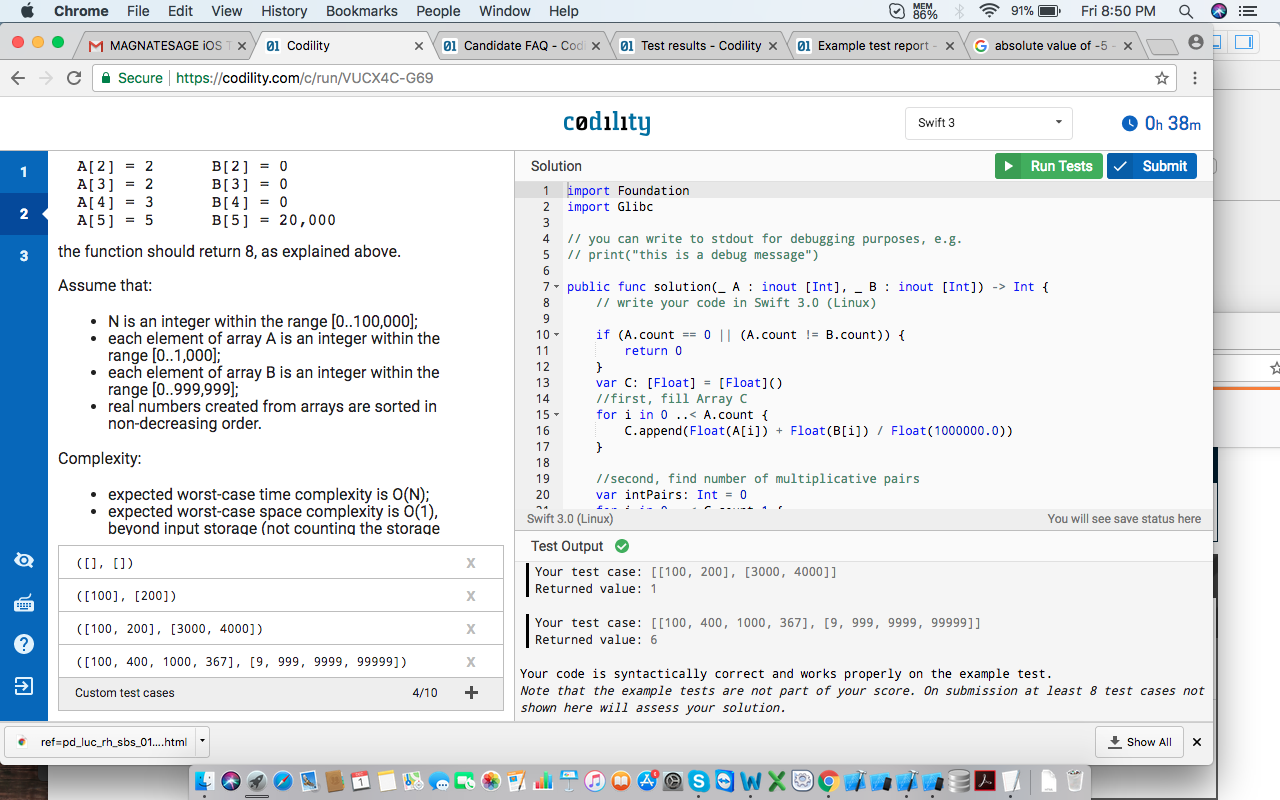 Chrome File Edit View History Bookmarks People Window Help MEM 86% 91% Fri 8:50 PM
MAGNATESAGE iOS T × Codility × Candidate FAQ - Cod × Test results - Codility × Example test report - × absolute value of -5 - ×
Secure https://codility.com/c/run/VUCX4C-G69
codility
Swift 3
0h 38m
1
2
3
A[2] = 2 B[2] = 0
A[3] = 2 B[3] = 0
A[4] = 3 B[4] = 0
A[5] = 5 B[5] = 20,000
the function should return 8, as explained above.
Assume that:
• N is an integer within the range [0..100,000];
• each element of array A is an integer within the
range [0..1,000];
• each element of array B is an integer within the
range [0..999,999];
• real numbers created from arrays are sorted in
non-decreasing order.
Complexity:
• expected worst-case time complexity is O(N);
• expected worst-case space complexity is O(1),
beyond input storage (not counting the storage
([], []) x
([100], [200]) x
([100, 200], [3000, 4000]) x
([100, 400, 1000, 367], [9, 999, 9999, 99999]) x
Custom test cases 4/10 +
Solution Run Tests Submit
1 import Foundation
2 import Glibc
3
4 // you can write to stdout for debugging purposes, e.g.
5 // print("this is a debug message")
6
7 public func solution(_ A : inout [Int], _ B : inout [Int]) -> Int {
8 // write your code in Swift 3.0 (Linux)
9
10 if (A.count == 0 || (A.count != B.count)) {
11 return 0
12 }
13 var C: [Float] = [Float]()
14 //first, fill Array C
15 for i in 0 ..< A.count {
16 C.append(Float(A[i]) + Float(B[i]) / Float(1000000.0))
17 }
18
19 //second, find number of multiplicative pairs
20 var intPairs: Int = 0
Swift 3.0 (Linux) You will see save status here
Test Output
Your test case: [[100, 200], [3000, 4000]]
Returned value: 1
Your test case: [[100, 400, 1000, 367], [9, 999, 9999, 99999]]
Returned value: 6
Your code is syntactically correct and works properly on the example test.
Note that the example tests are not part of your score. On submission at least 8 test cases not
shown here will assess your solution.
ref=pd_luc_rh_sbs_01....html Show All ×